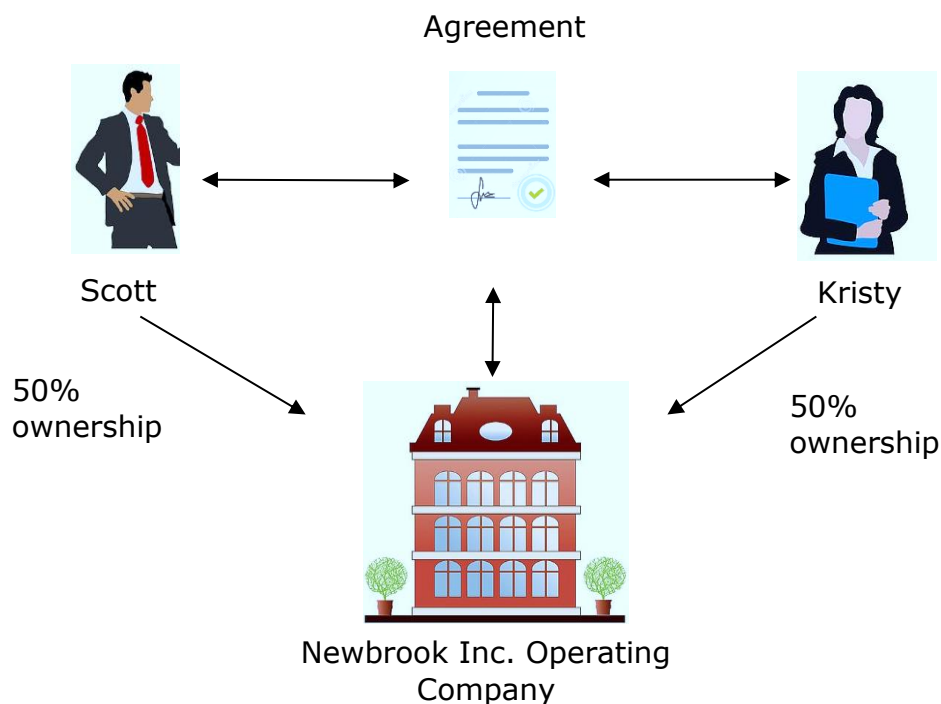 Agreement
Scott
Kristy
50%
ownership
50%
ownership
Newbrook Inc. Operating
Company